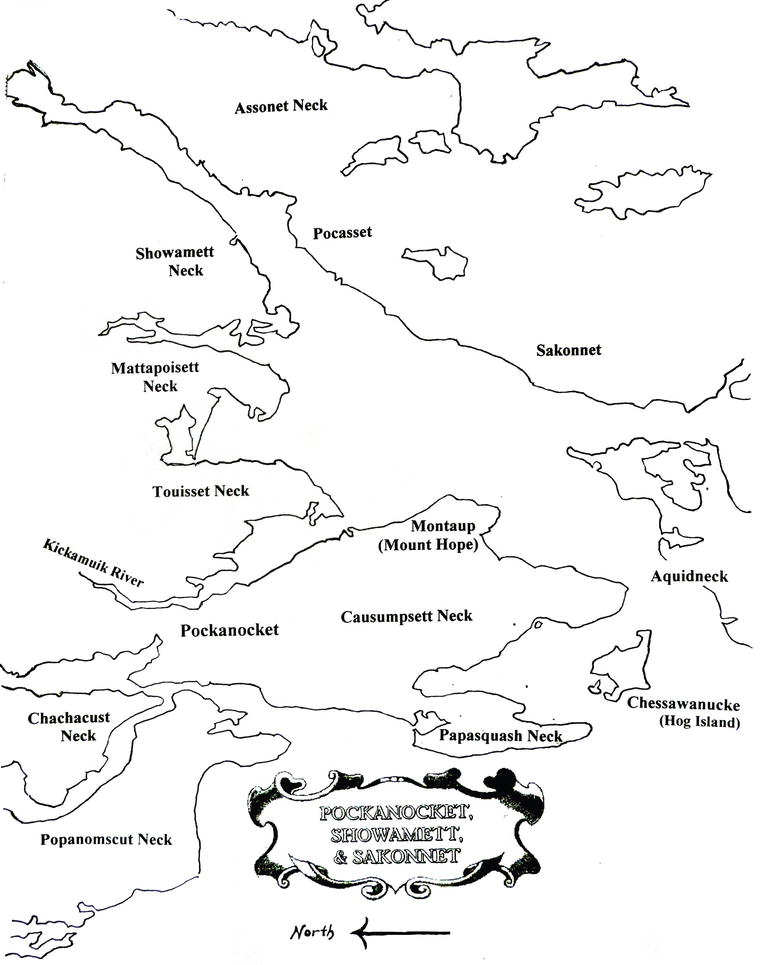 Assonet Neck
Pocasset
Showamett
Neck
Sakonnet
Mattapoisett
Neck
Touisset Neck
Montaup
(Mount Hope)
Kickamuik River
Aquidneck
Causumpsett Neck
Pockanocket
Chessawanucke
(Hog Island)
Chachacust
Neck
Papasquash Neck
POCKANOCKET,
SHOWAMETT,
& SAKONNET
Popanomscut Neck
North